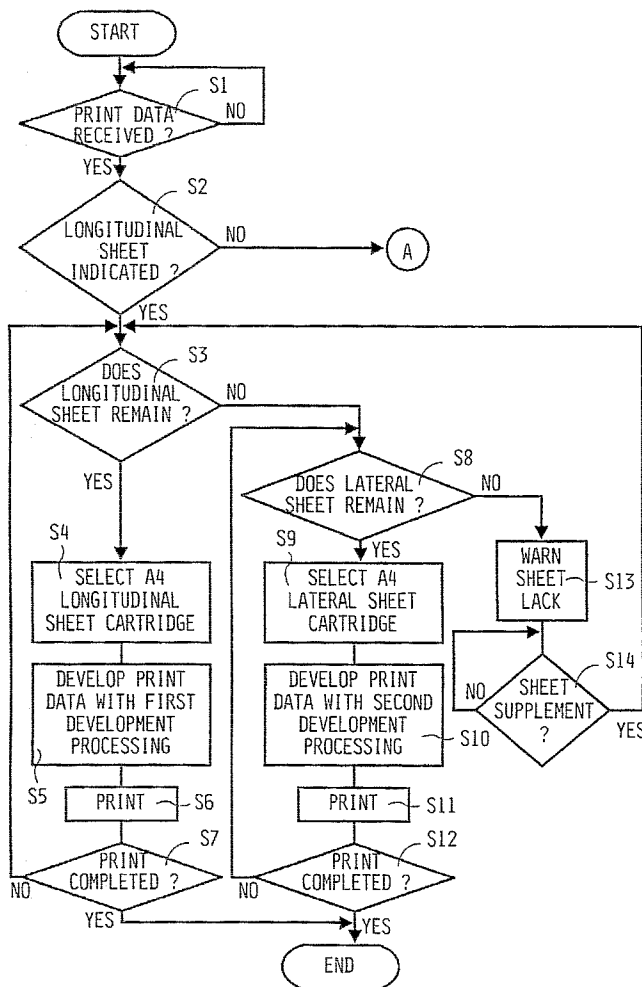 START
S1
PRINT DATA
RECEIVED ?
NO
YES
S2
LONGITUDINAL
SHEET
INDICATED ?
NO
A
YES
S3
DOES
LONGITUDINAL
SHEET REMAIN ?
NO
YES
S8
DOES LATERAL
SHEET REMAIN ?
NO
YES
S4
SELECT A4
LONGITUDINAL
SHEET CARTRIDGE
S9
SELECT A4
LATERAL SHEET
CARTRIDGE
WARN
SHEET
LACK
S13
DEVELOP PRINT
DATA WITH FIRST
DEVELOPMENT
PROCESSING
S5
DEVELOP PRINT
DATA WITH SECOND
DEVELOPMENT
PROCESSING
S10
S14
SHEET
SUPPLEMENT
?
NO
YES
PRINT
S6
PRINT
S11
S7
PRINT
COMPLETED ?
NO
YES
S12
PRINT
COMPLETED ?
NO
YES
END